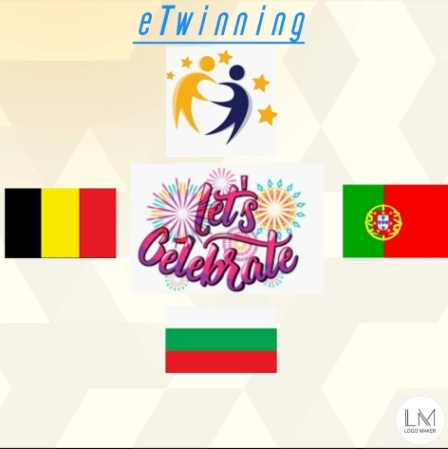 eTwinning
Let's
Celebrate
LM
LOGO MAKER